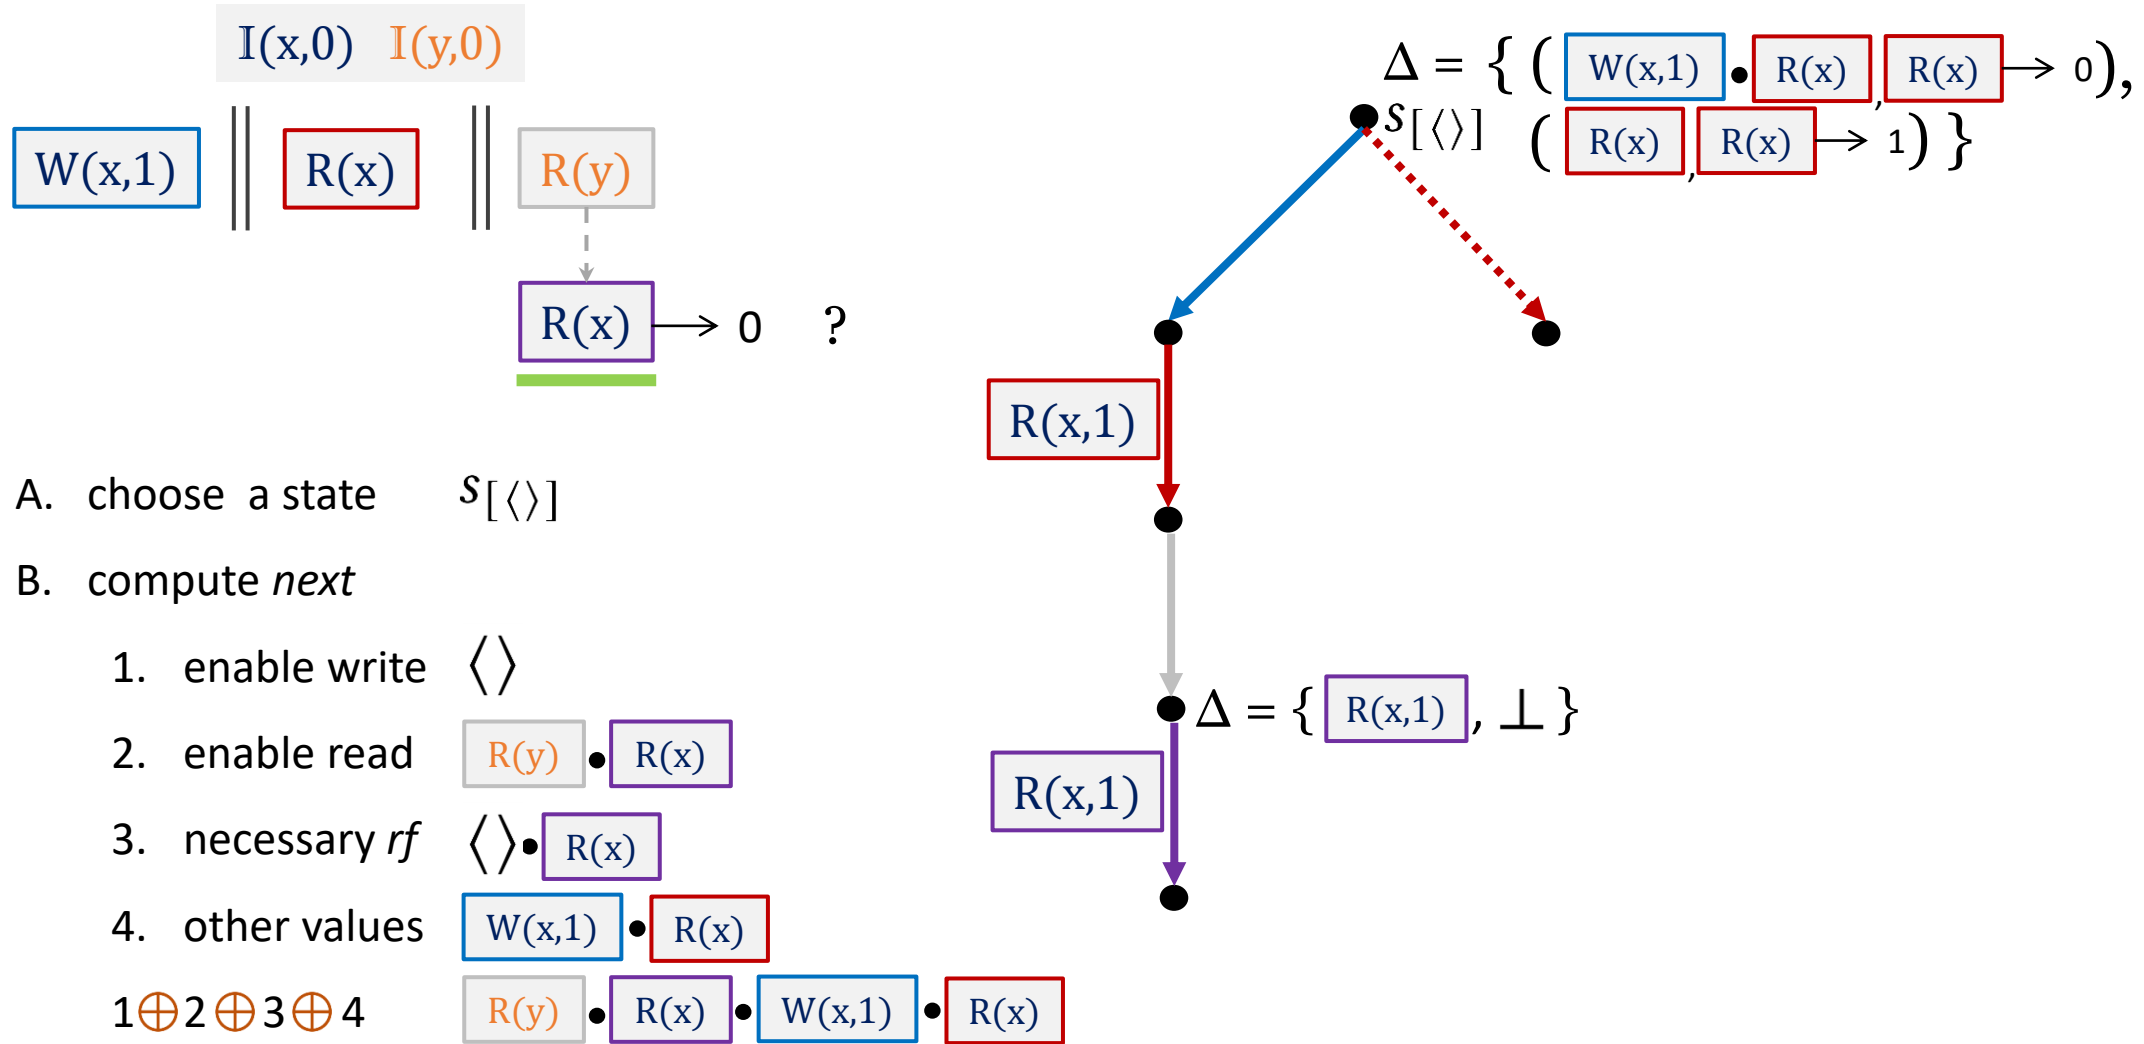 𝕀(x,0) 𝕀(y,0)
W(x,1) || R(x) || R(y)
R(x) → 0 ?
A. choose a state s[⟨⟩]
B. compute next
1. enable write ⟨⟩
2. enable read R(y) • R(x)
3. necessary rf ⟨⟩ • R(x)
4. other values W(x,1) • R(x)
1 ⊕ 2 ⊕ 3 ⊕ 4 R(y) • R(x) • W(x,1) • R(x)
Δ = { ( W(x,1) • R(x) , R(x) → 0 ),
s[⟨⟩] ( R(x) , R(x) → 1 ) }
R(x,1)
Δ = { R(x,1) , ⊥ }
R(x,1)